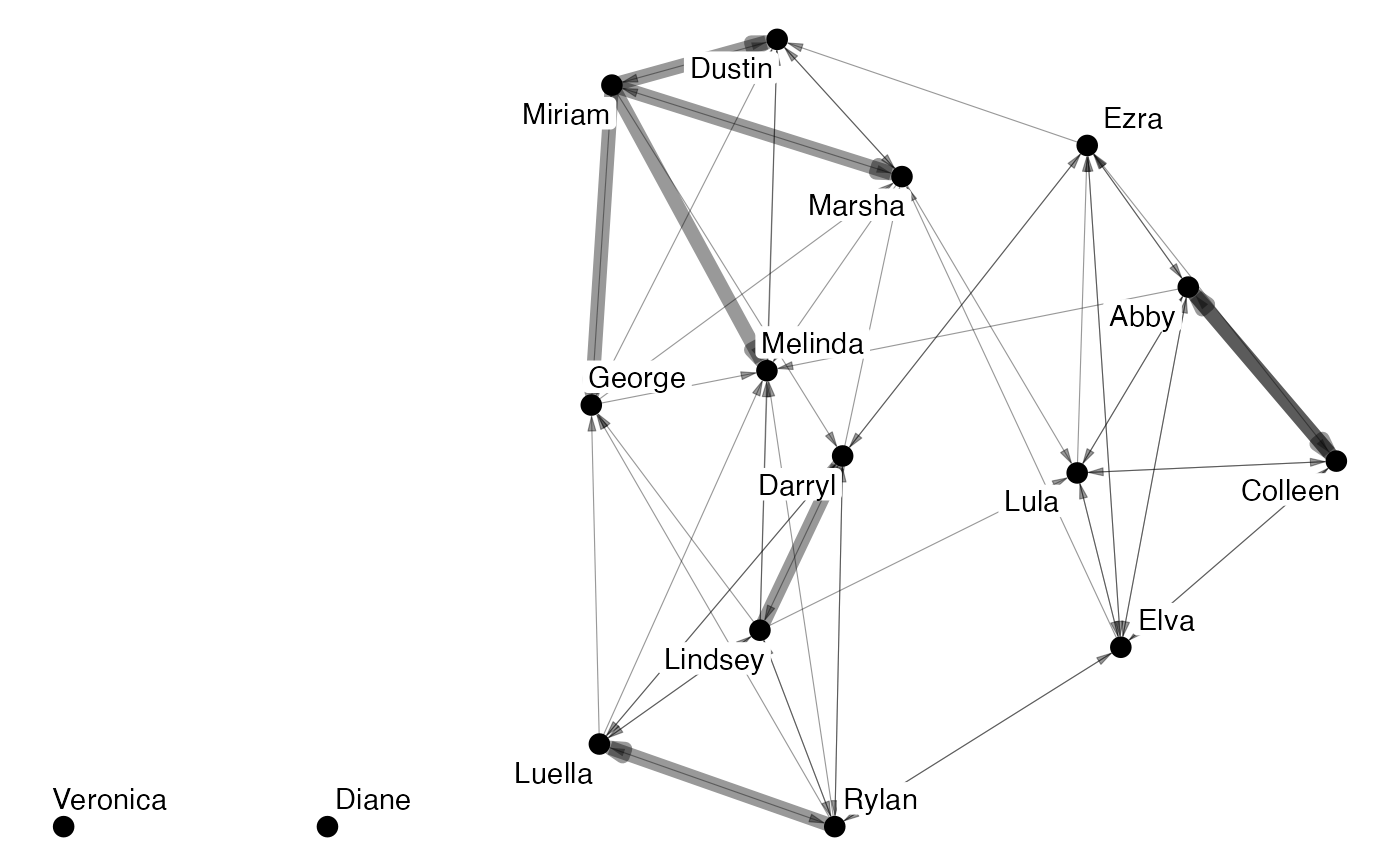 Dustin
Miriam
Ezra
Marsha
Abby
Melinda
George
Darryl
Colleen
Lula
Elva
Lindsey
Luella
Veronica
Diane
Rylan